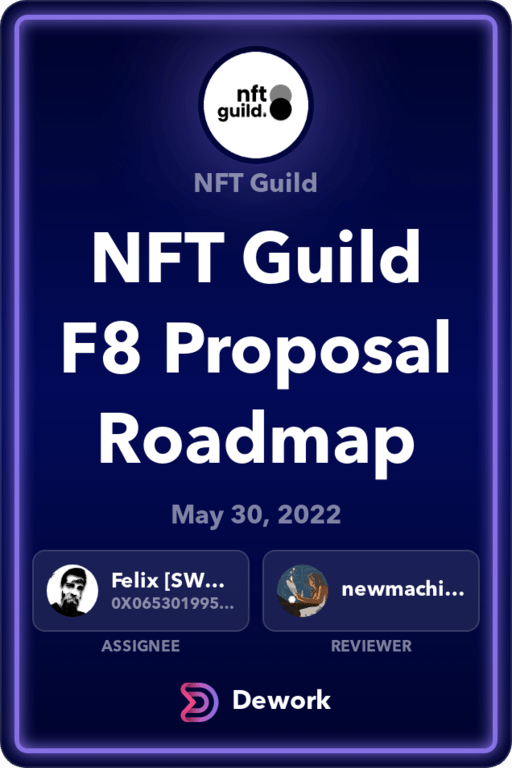 nft
guild.
NFT Guild
NFT Guild
F8 Proposal
Roadmap
May 30, 2022
Felix [SW...
0X065301995...
newmachi...
ASSIGNEE
REVIEWER
Dework